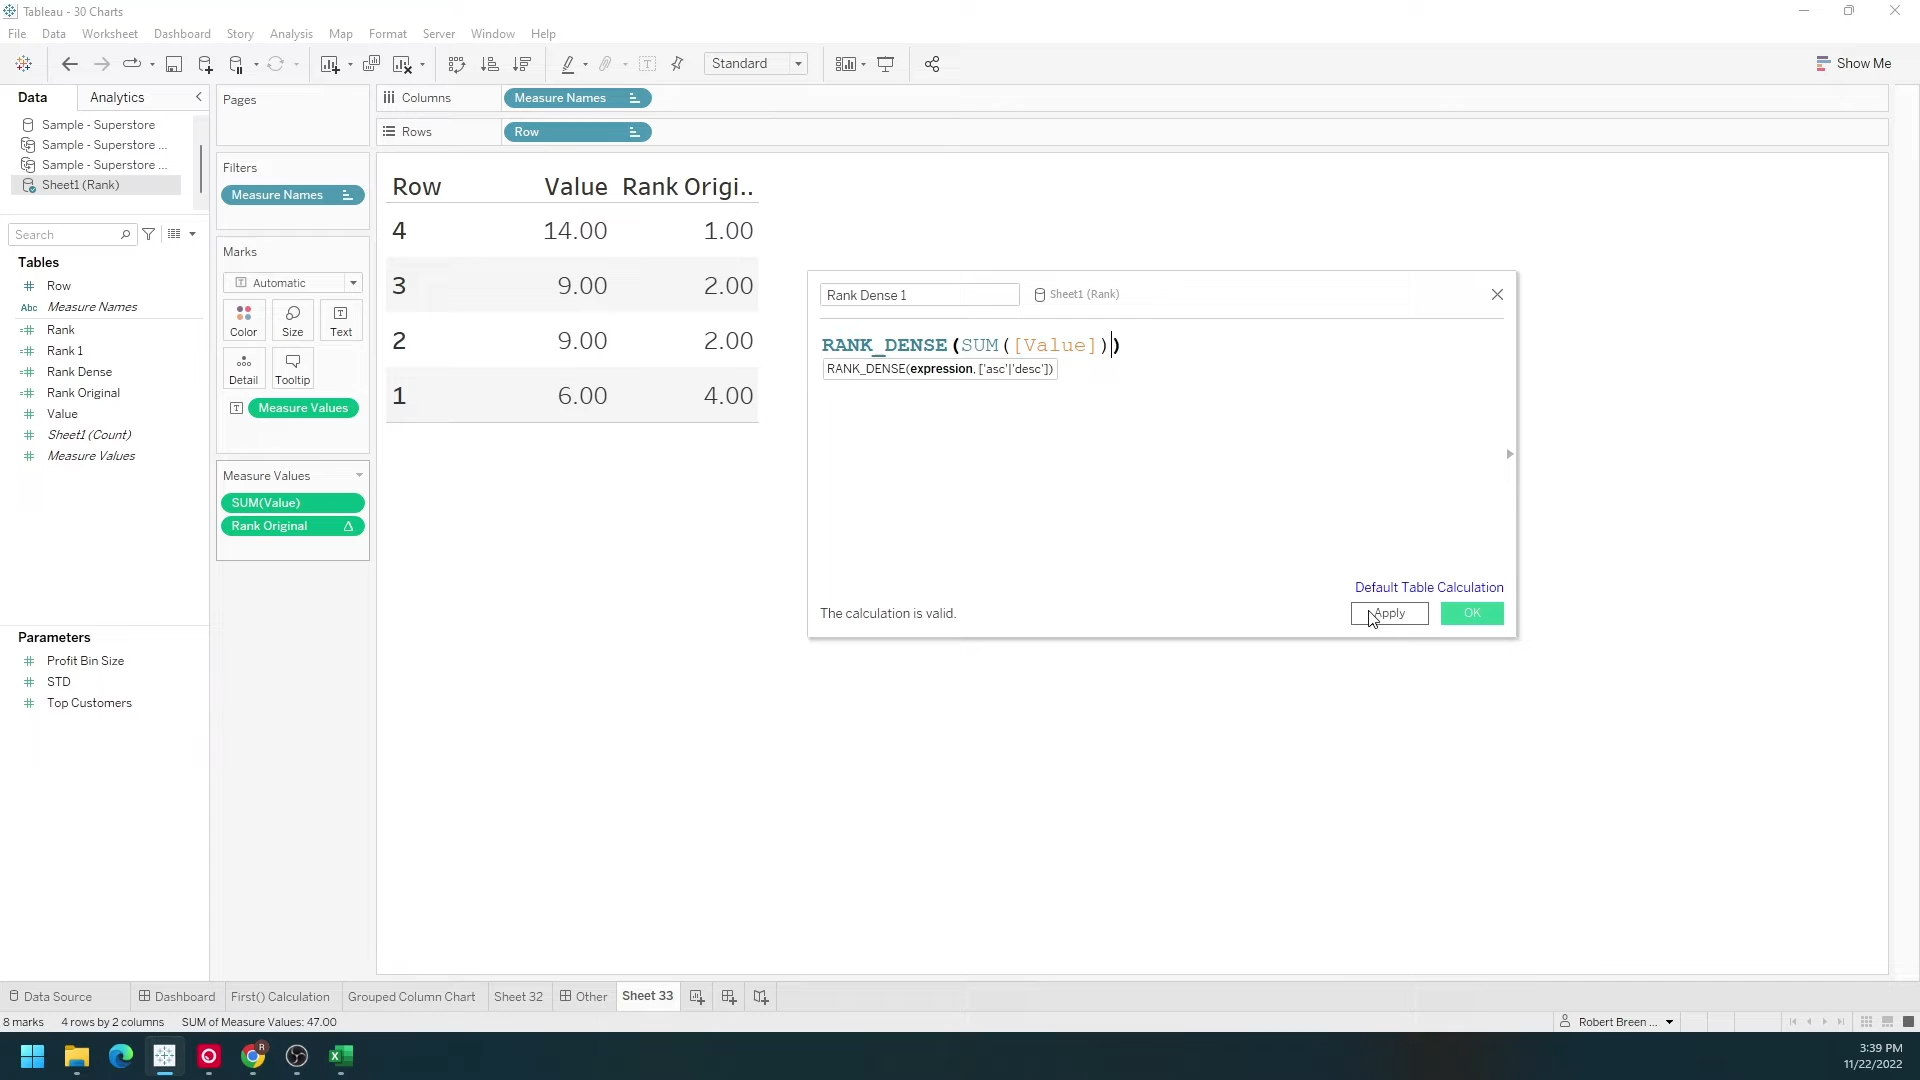 Tableau - 30 Charts
File Data Worksheet Dashboard Story Analysis Map Format Server Window Help
Standard
Show Me
Data Analytics
Pages
Columns Measure Names
Rows Row
Sample - Superstore
Sample - Superstore ...
Sample - Superstore ...
Sheet1 (Rank)
Search
Tables
Row
Abc Measure Names
Rank
Rank 1
Rank Dense
Rank Original
Value
Sheet1 (Count)
Measure Values
Parameters
Profit Bin Size
STD
Top Customers
Filters
Measure Names
Marks
Automatic
Color Size Text
Detail Tooltip
Measure Values
Measure Values
SUM(Value)
Rank Original
Row Value Rank Origi..
4 14.00 1.00
3 9.00 2.00
2 9.00 2.00
1 6.00 4.00
Rank Dense 1 Sheet1 (Rank)
RANK_DENSE(SUM([Value]))
RANK_DENSE(expression, ['asc'|'desc'])
Default Table Calculation
The calculation is valid. Apply OK
Data Source Dashboard First() Calculation Grouped Column Chart Sheet 32 Other Sheet 33
8 marks 4 rows by 2 columns SUM of Measure Values: 47.00 Robert Breen ...
R
3:39 PM
11/22/2022